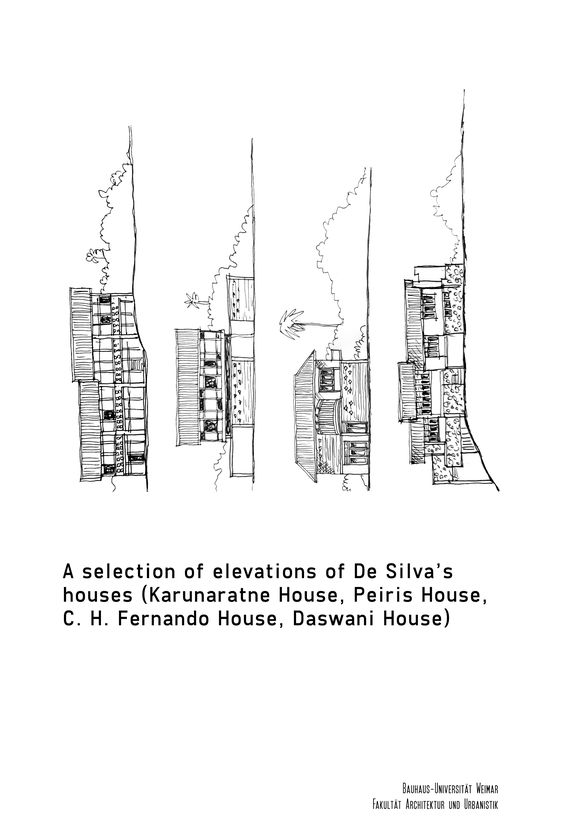 A selection of elevations of De Silva’s
houses (Karunaratne House, Peiris House,
C. H. Fernando House, Daswani House)
Bauhaus-Universität Weimar
Fakultät Architektur und Urbanistik